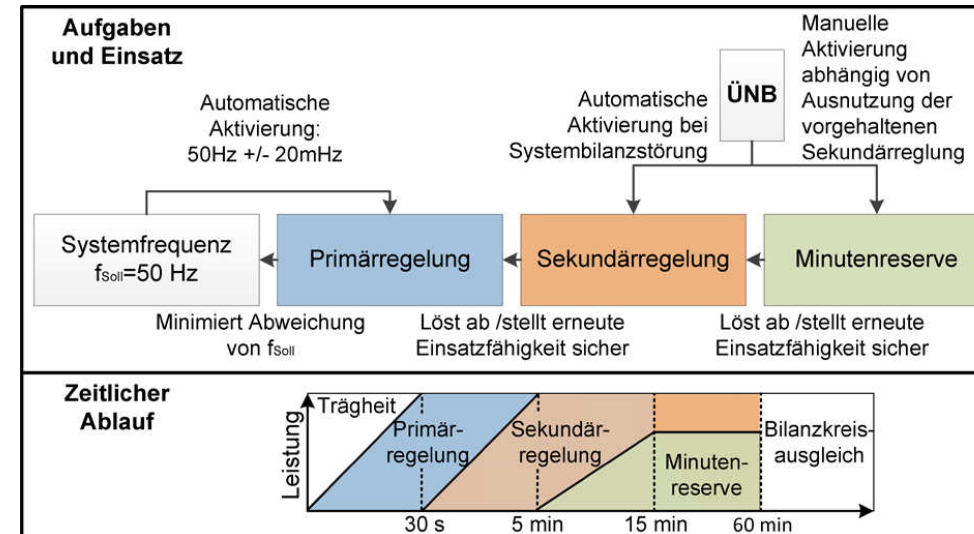 Aufgaben
und Einsatz
Automatische
Aktivierung:
50Hz +/- 20mHz
Automatische
Aktivierung bei
Systembilanzstörung
ÜNB
Manuelle
Aktivierung
abhängig von
Ausnutzung der
vorgehaltenen
Sekundärreglung
Systemfrequenz
fSoll=50 Hz
Primärregelung
Sekundärregelung
Minutenreserve
Minimiert Abweichung
von fSoll
Löst ab /stellt erneute
Einsatzfähigkeit sicher
Löst ab /stellt erneute
Einsatzfähigkeit sicher
Zeitlicher
Ablauf
Leistung
Trägheit
Primär-
regelung
Sekundär-
regelung
Minuten-
reserve
Bilanzkreis-
ausgleich
30 s
5 min
15 min
60 min